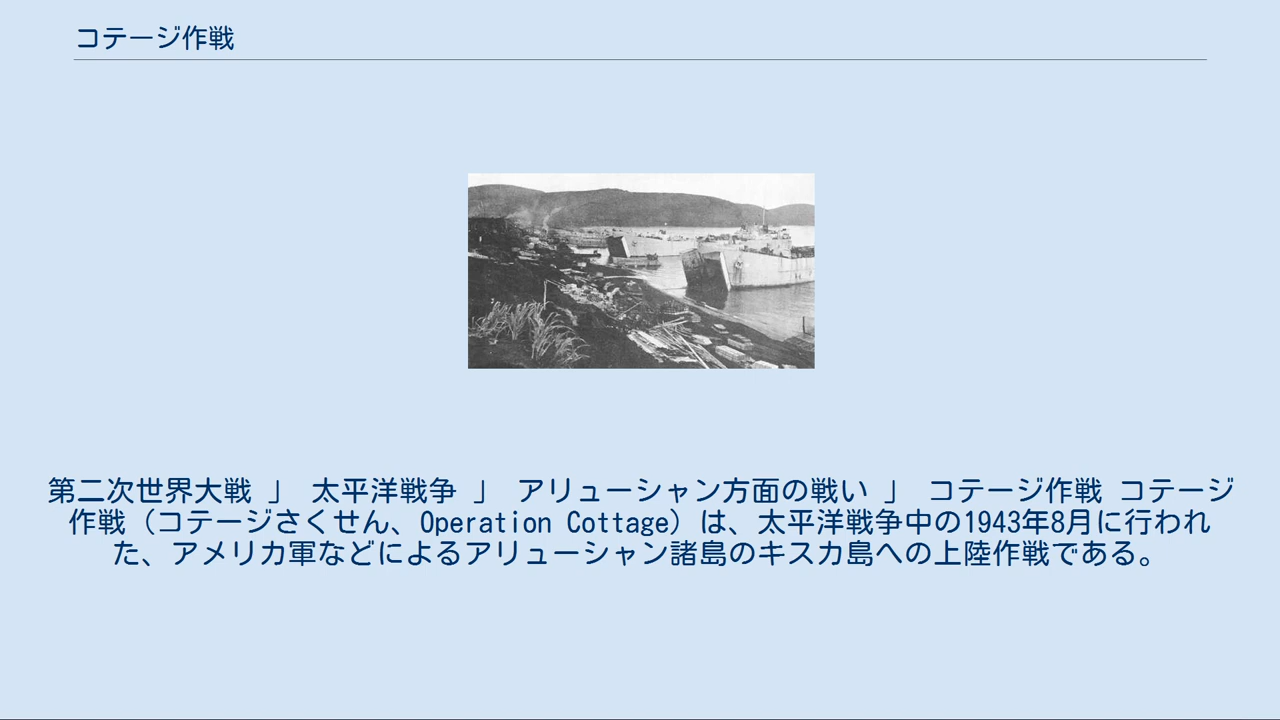 コテージ作戦
第二次世界大戦 」 太平洋戦争 」 アリューシャン方面の戦い 」 コテージ作戦 コテージ
作戦（コテージさくせん、Operation Cottage）は、太平洋戦争中の1943年8月に行われ
た、アメリカ軍などによるアリューシャン諸島のキスカ島への上陸作戦である。